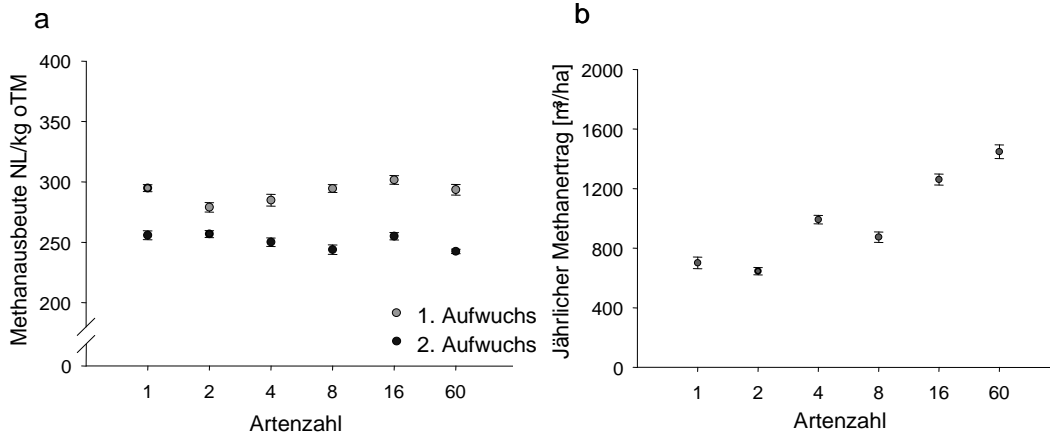 a
Methanausbeute NL/kg oTM
400
350
300
250
200
0
1 2 4 8 16 60
Artenzahl
1. Aufwuchs
2. Aufwuchs
b
Jährlicher Methanertrag [m³/ha]
2000
1600
1200
800
400
0
1 2 4 8 16 60
Artenzahl